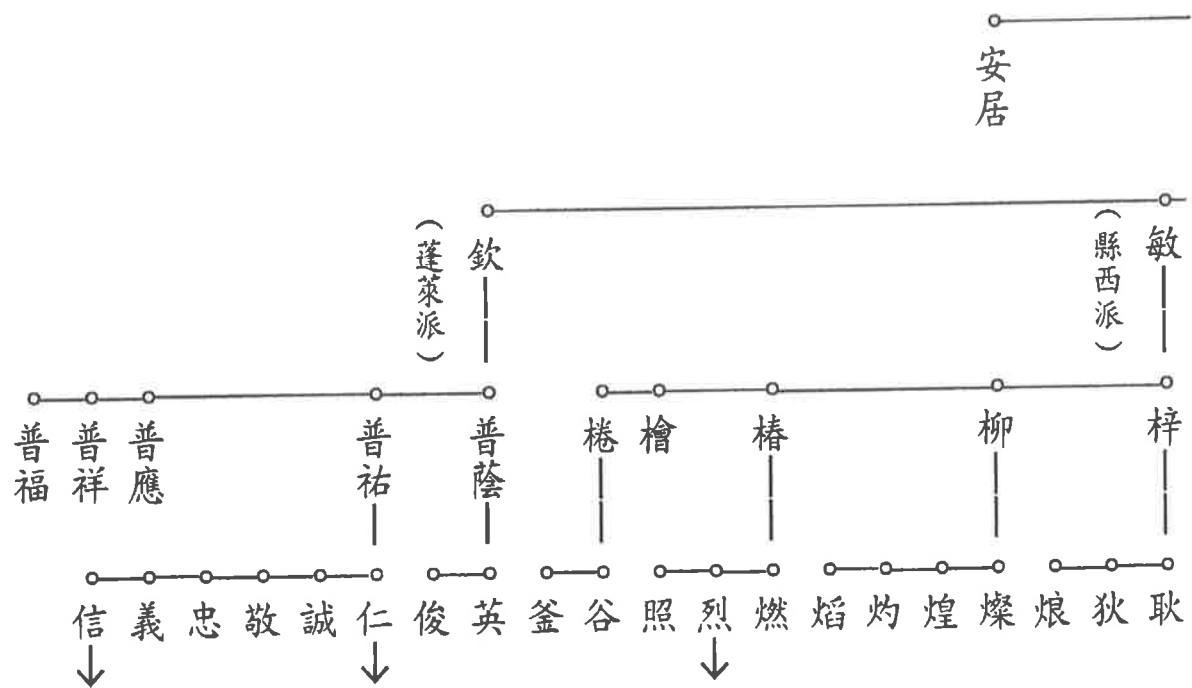 安居
敏
（縣西派）
欽
（蓬萊派）
梓
柳
椿
檜
棬
普蔭
普祐
普應
普祥
普福
耿
狄
烺
燦
煌
灼
焰
燃
烈
照
谷
釜
英
俊
仁
誠
敬
忠
義
信